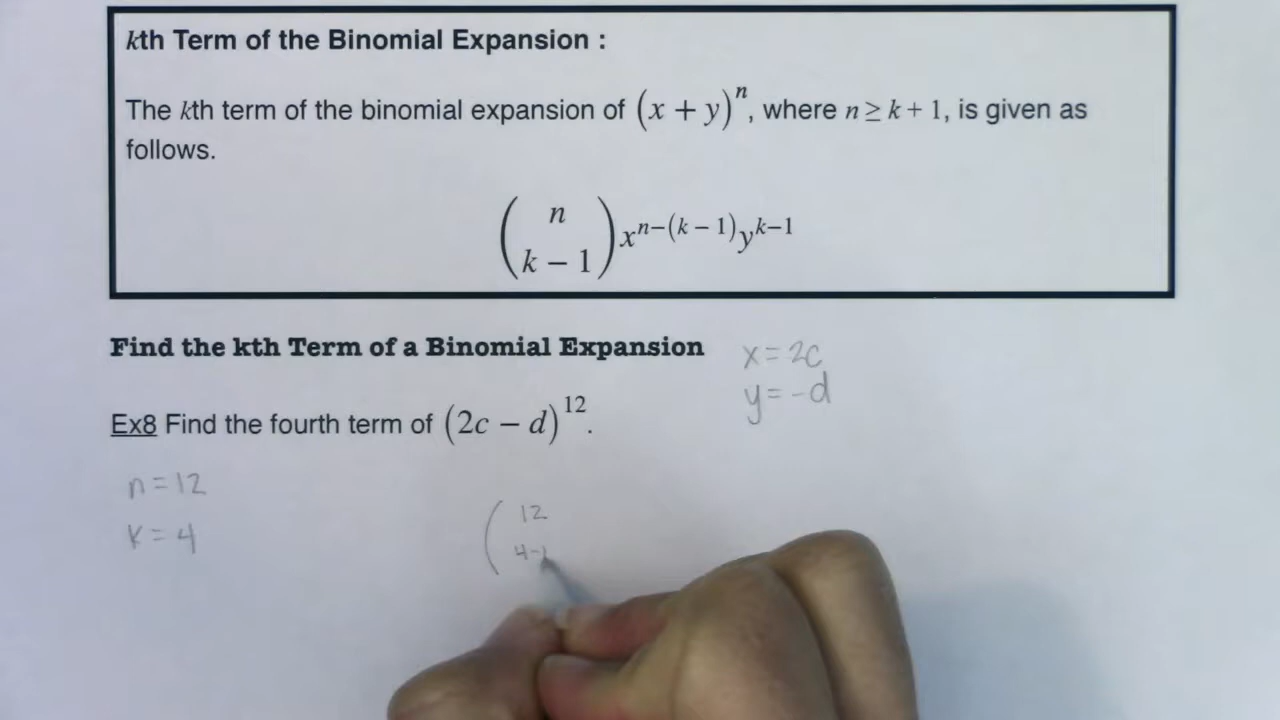 kth Term of the Binomial Expansion :
The kth term of the binomial expansion of (x + y)^n, where n ≥ k + 1, is given as
follows.
(n
k − 1) x^{n−(k − 1)} y^{k−1}
Find the kth Term of a Binomial Expansion
x = 2c
y = -d
Ex8 Find the fourth term of (2c − d)^12.
n = 12
k = 4
(12
4-1